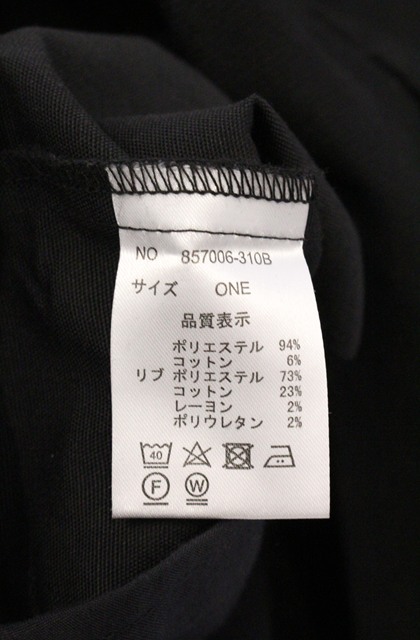 NO 857006-310B
サイズ ONE
品質表示
ポリエステル 94%
コットン 6%
リブ ポリエステル 73%
コットン 23%
レーヨン 2%
ポリウレタン 2%
40
F W